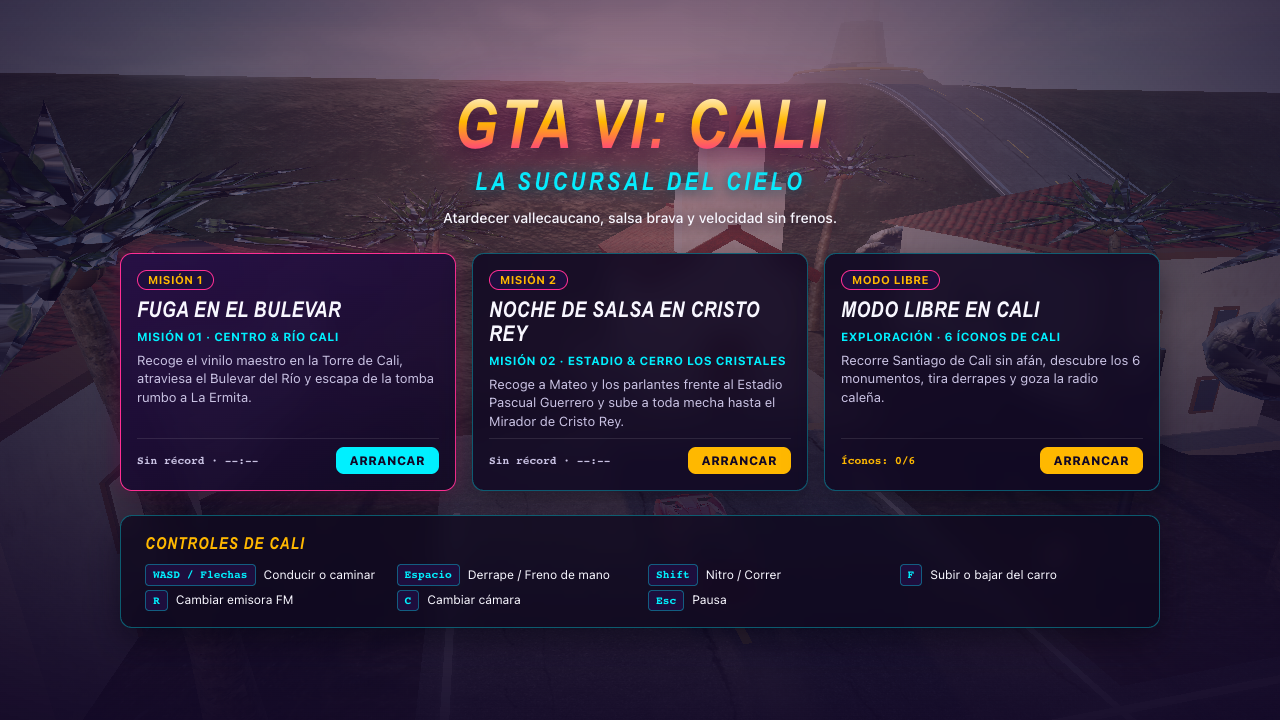 GTA VI: CALI
LA SUCURSAL DEL CIELO
Atardecer vallecaucano, salsa brava y velocidad sin frenos.
MISIÓN 1
FUGA EN EL BULEVAR
MISIÓN 01 · CENTRO & RÍO CALI
Recoge el vinilo maestro en la Torre de Cali,
atraviesa el Bulevar del Río y escapa de la tomba
rumbo a La Ermita.
Sin récord · --:--
ARRANCAR
MISIÓN 2
NOCHE DE SALSA EN CRISTO
REY
MISIÓN 02 · ESTADIO & CERRO LOS CRISTALES
Recoge a Mateo y los parlantes frente al Estadio
Pascual Guerrero y sube a toda mecha hasta el
Mirador de Cristo Rey.
Sin récord · --:--
ARRANCAR
MODO LIBRE
MODO LIBRE EN CALI
EXPLORACIÓN · 6 ÍCONOS DE CALI
Recorre Santiago de Cali sin afán, descubre los 6
monumentos, tira derrapes y goza la radio
caleña.
Íconos: 0/6
ARRANCAR
CONTROLES DE CALI
WASD / Flechas Conducir o caminar
Espacio Derrape / Freno de mano
Shift Nitro / Correr
F Subir o bajar del carro
R Cambiar emisora FM
C Cambiar cámara
Esc Pausa